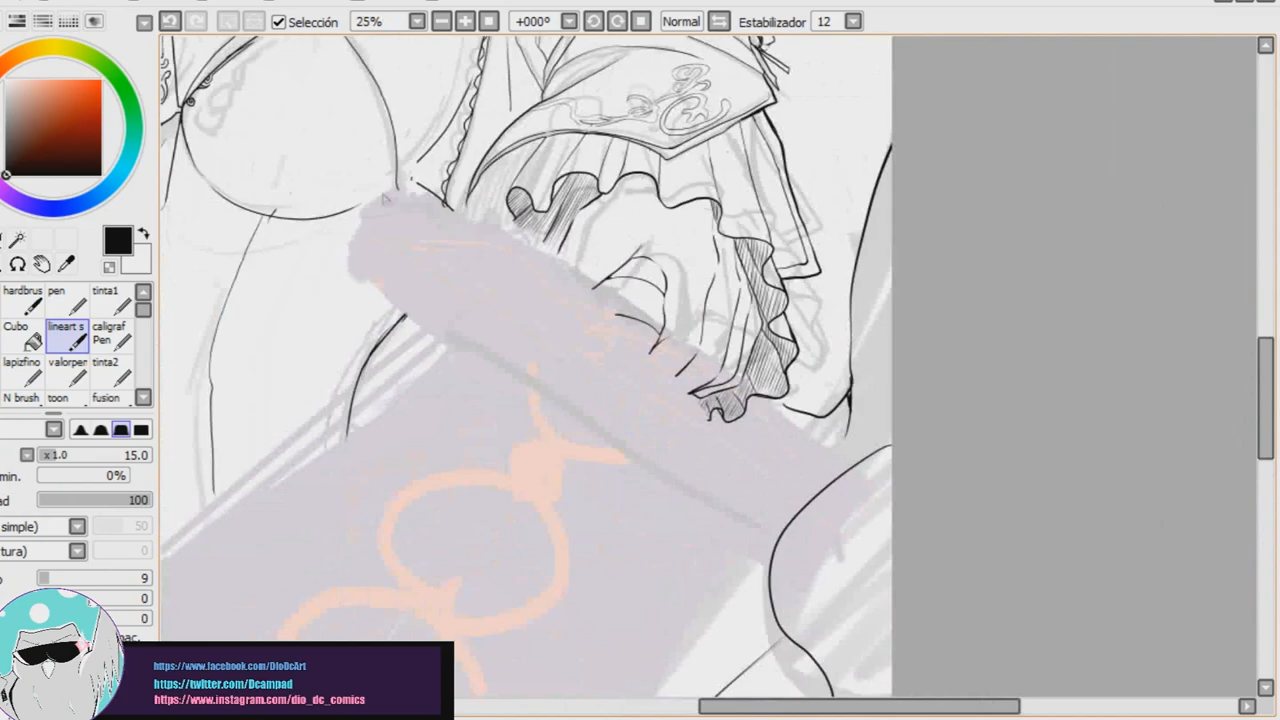 Selección 25% +000° Normal Estabilizador 12
hardbrus pen tinta1
Cubo lineart s caligraf
Pen
lapizfino valorpen tinta2
N brush toon fusion
x 1.0 15.0
min. 0%
100
simple) 50
0
9
0
0
https://www.facebook.com/DioDcArt
https://twitter.com/Dcampad
https://www.instagram.com/dio_dc_comics